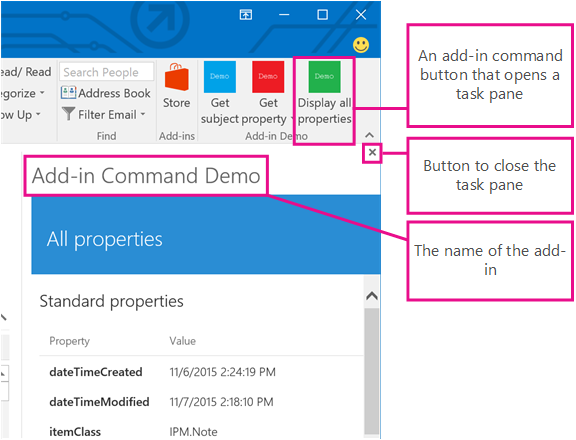 ead/ Read
egorize
ow Up
Search People
Address Book
Filter Email
Find
Store
Add-ins
Demo
Get
subject
Demo
Get
property
Demo
Display all
properties
Add-in Demo
An add-in command
button that opens a
task pane
Add-in Command Demo
Button to close the
task pane
All properties
The name of the add-
in
Standard properties
Property Value
dateTimeCreated 11/6/2015 2:24:19 PM
dateTimeModified 11/7/2015 2:18:10 PM
itemClass IPM.Note